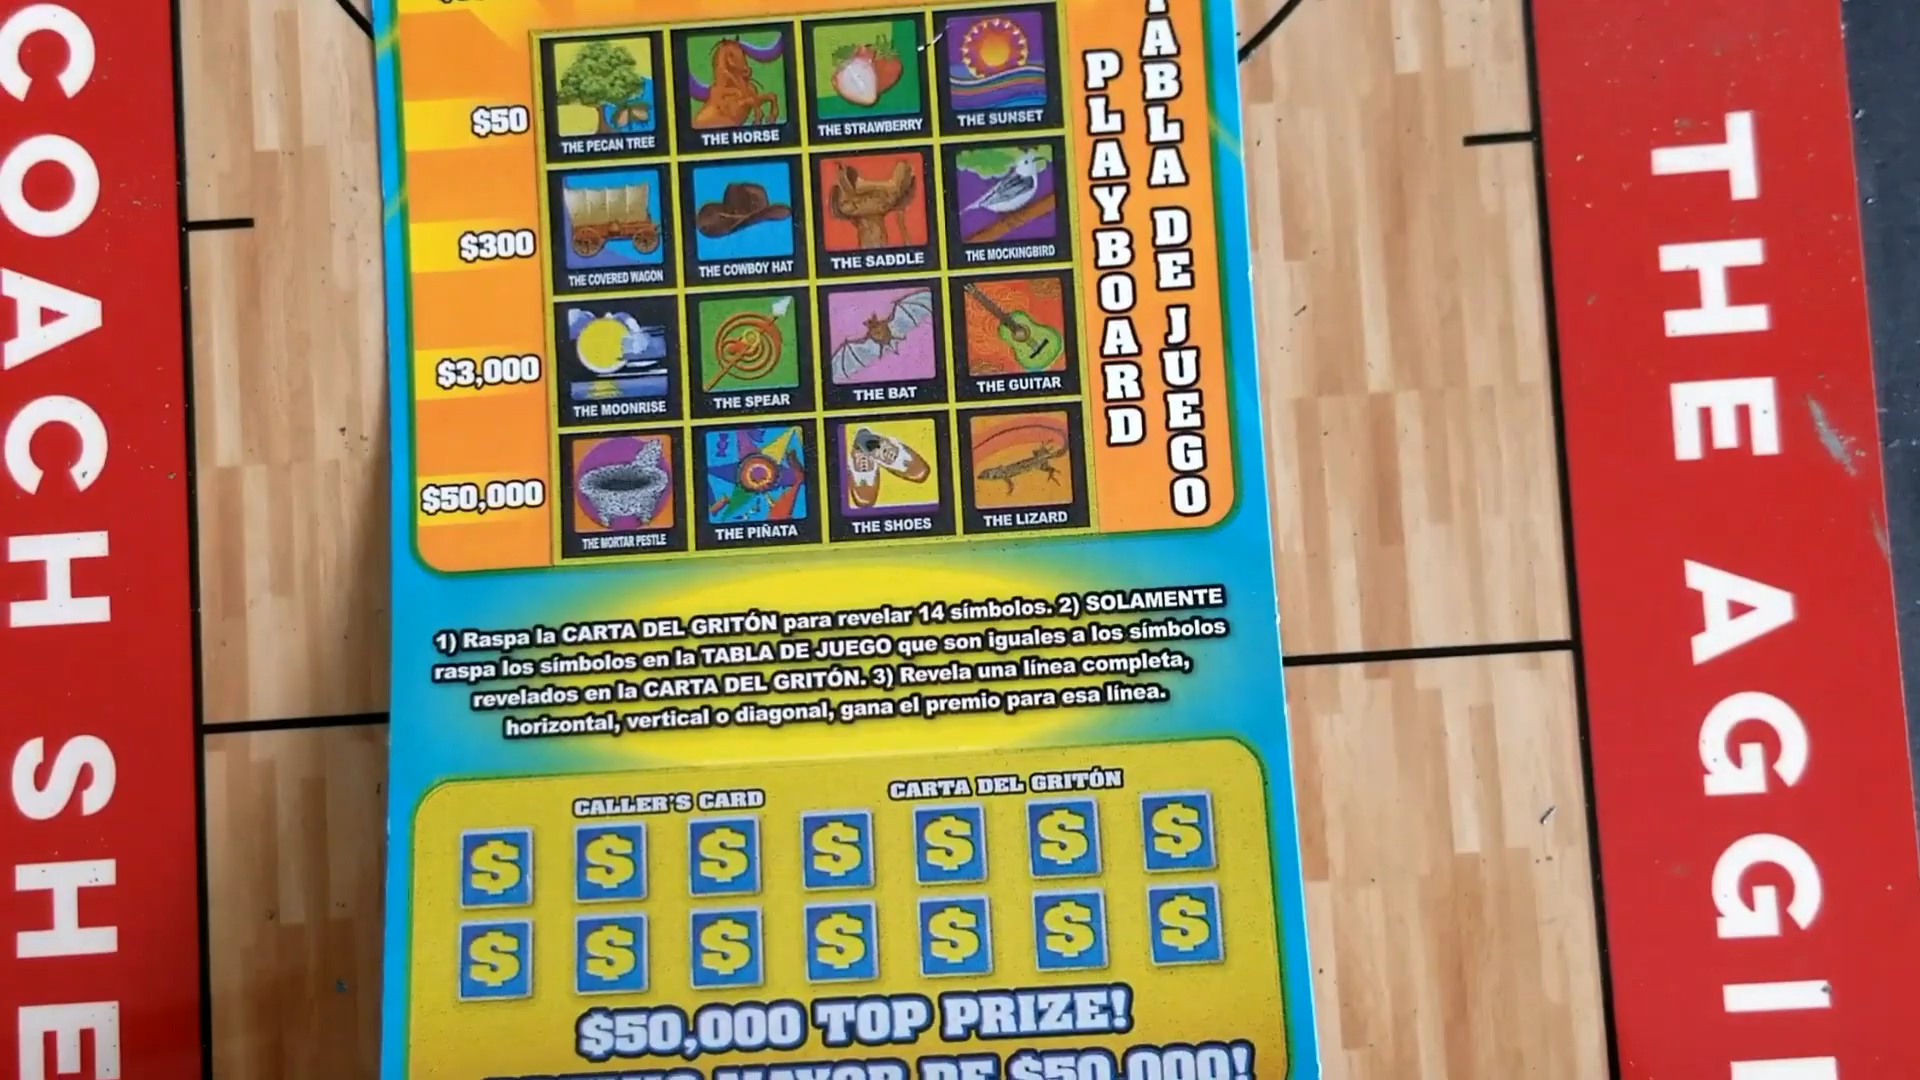 COACH SHE
THE AGGIE
TABLA DE JUEGO
PLAYBOARD
$50
THE PECAN TREE
THE HORSE
THE STRAWBERRY
THE SUNSET
$300
THE COVERED WAGON
THE COWBOY HAT
THE SADDLE
THE MOCKINGBIRD
$3,000
THE MOONRISE
THE SPEAR
THE BAT
THE GUITAR
$50,000
THE MORTAR PESTLE
THE PIÑATA
THE SHOES
THE LIZARD
1) Raspa la CARTA DEL GRITÓN para revelar 14 símbolos. 2) SOLAMENTE
raspa los símbolos en la TABLA DE JUEGO que son iguales a los símbolos
revelados en la CARTA DEL GRITÓN. 3) Revela una línea completa,
horizontal, vertical o diagonal, gana el premio para esa línea.
CALLER'S CARD
CARTA DEL GRITÓN
$ $ $ $ $ $ $
$ $ $ $ $ $ $
$50,000 TOP PRIZE!
MAYOR DE $50,000!